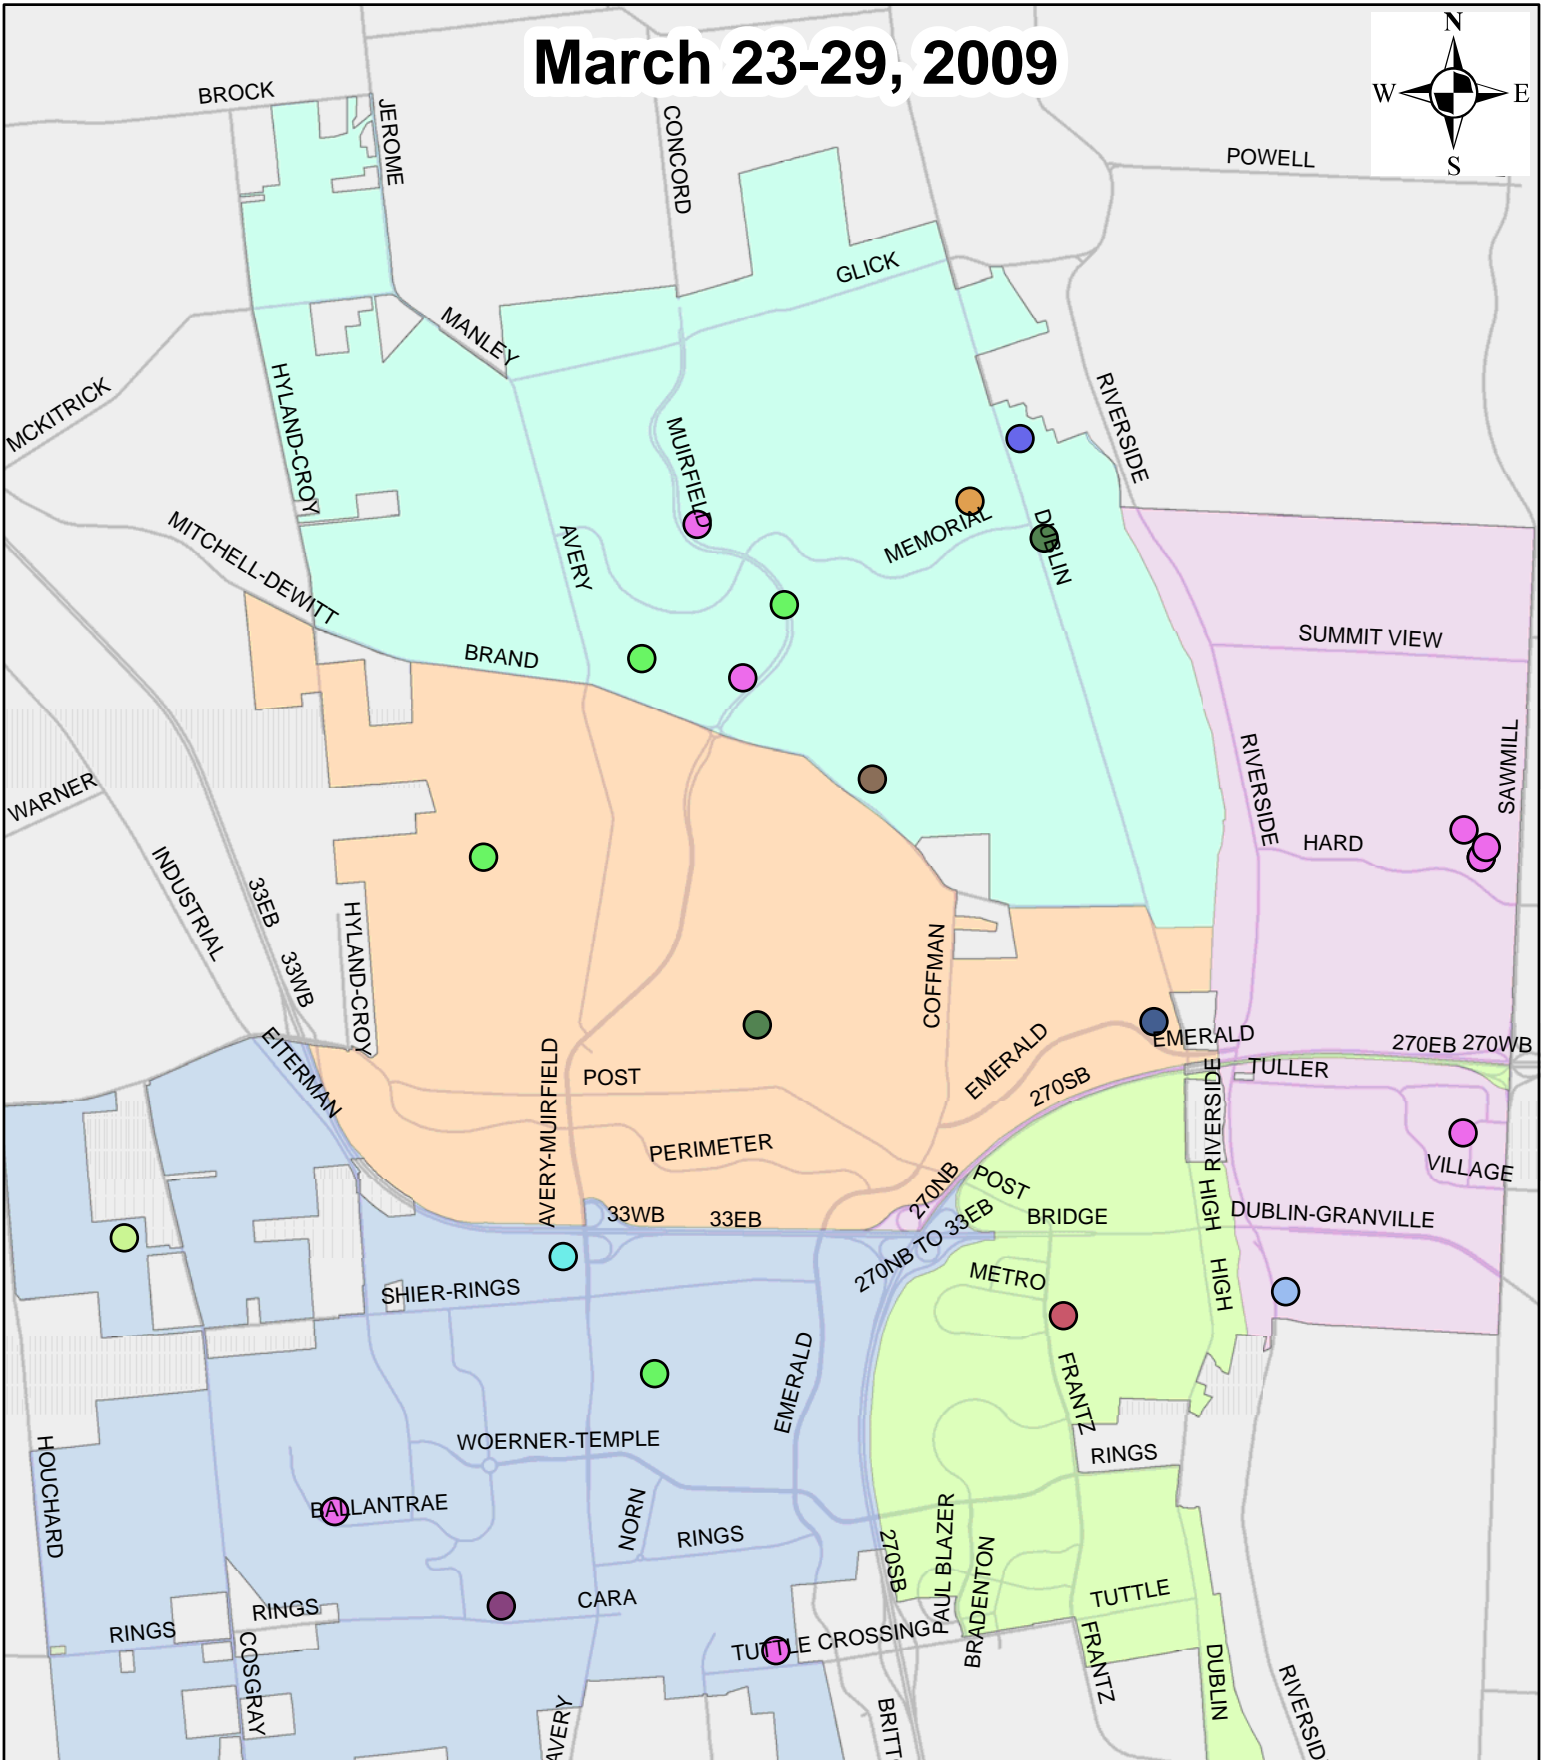 March 23-29, 2009
N
W
E
S
BROCK
JEROME
CONCORD
POWELL
GLICK
MANLEY
HYLAND-CROY
MCKITRICK
MUIRFIELD
RIVERSIDE
MITCHELL-DEWITT
AVERY
MEMORIAL
DUBLIN
BRAND
SUMMIT VIEW
RIVERSIDE
SAWMILL
WARNER
HARD
INDUSTRIAL
33EB
33WB
HYLAND-CROY
COFFMAN
EITERMAN
EMERALD
EMERALD
270EB
270WB
POST
270SB
TULLER
AVERY-MUIRFIELD
RIVERSIDE
PERIMETER
POST
VILLAGE
270NB
33WB
33EB
BRIDGE
HIGH
DUBLIN-GRANVILLE
270NB TO 33EB
SHIER-RINGS
METRO
HIGH
EMERALD
FRANTZ
WOERNER-TEMPLE
RINGS
HOUCHARD
BALLANTRAE
NORN
RINGS
270SB
PAUL BLAZER
BRADENTON
TUTTLE
CARA
RINGS
RINGS
TUTTLE CROSSING
COSGRAY
FRANTZ
DUBLIN
AVERY
BRITT
RIVERSID